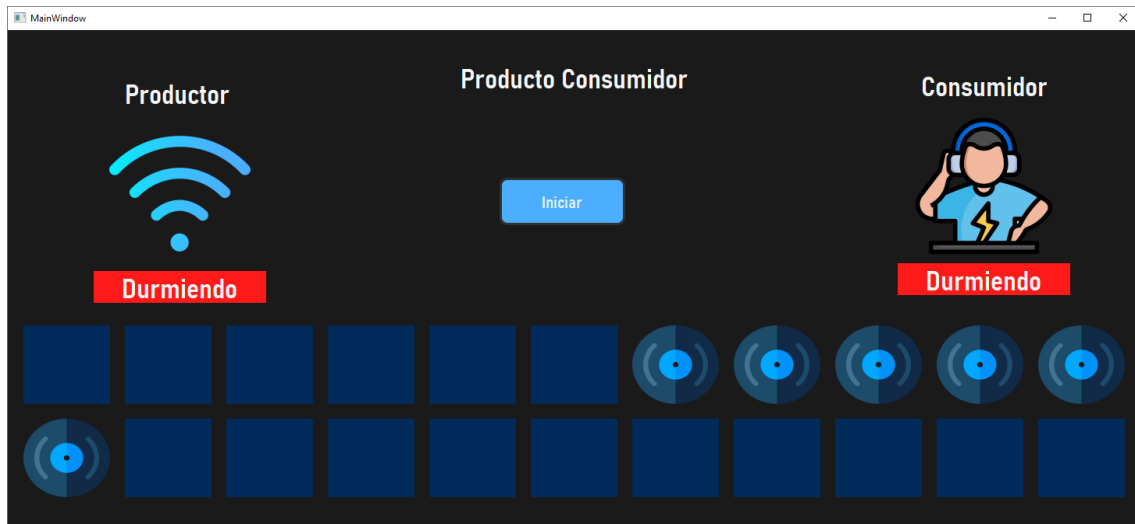 MainWindow
Producto Consumidor
Productor
Consumidor
Iniciar
Durmiendo
Durmiendo